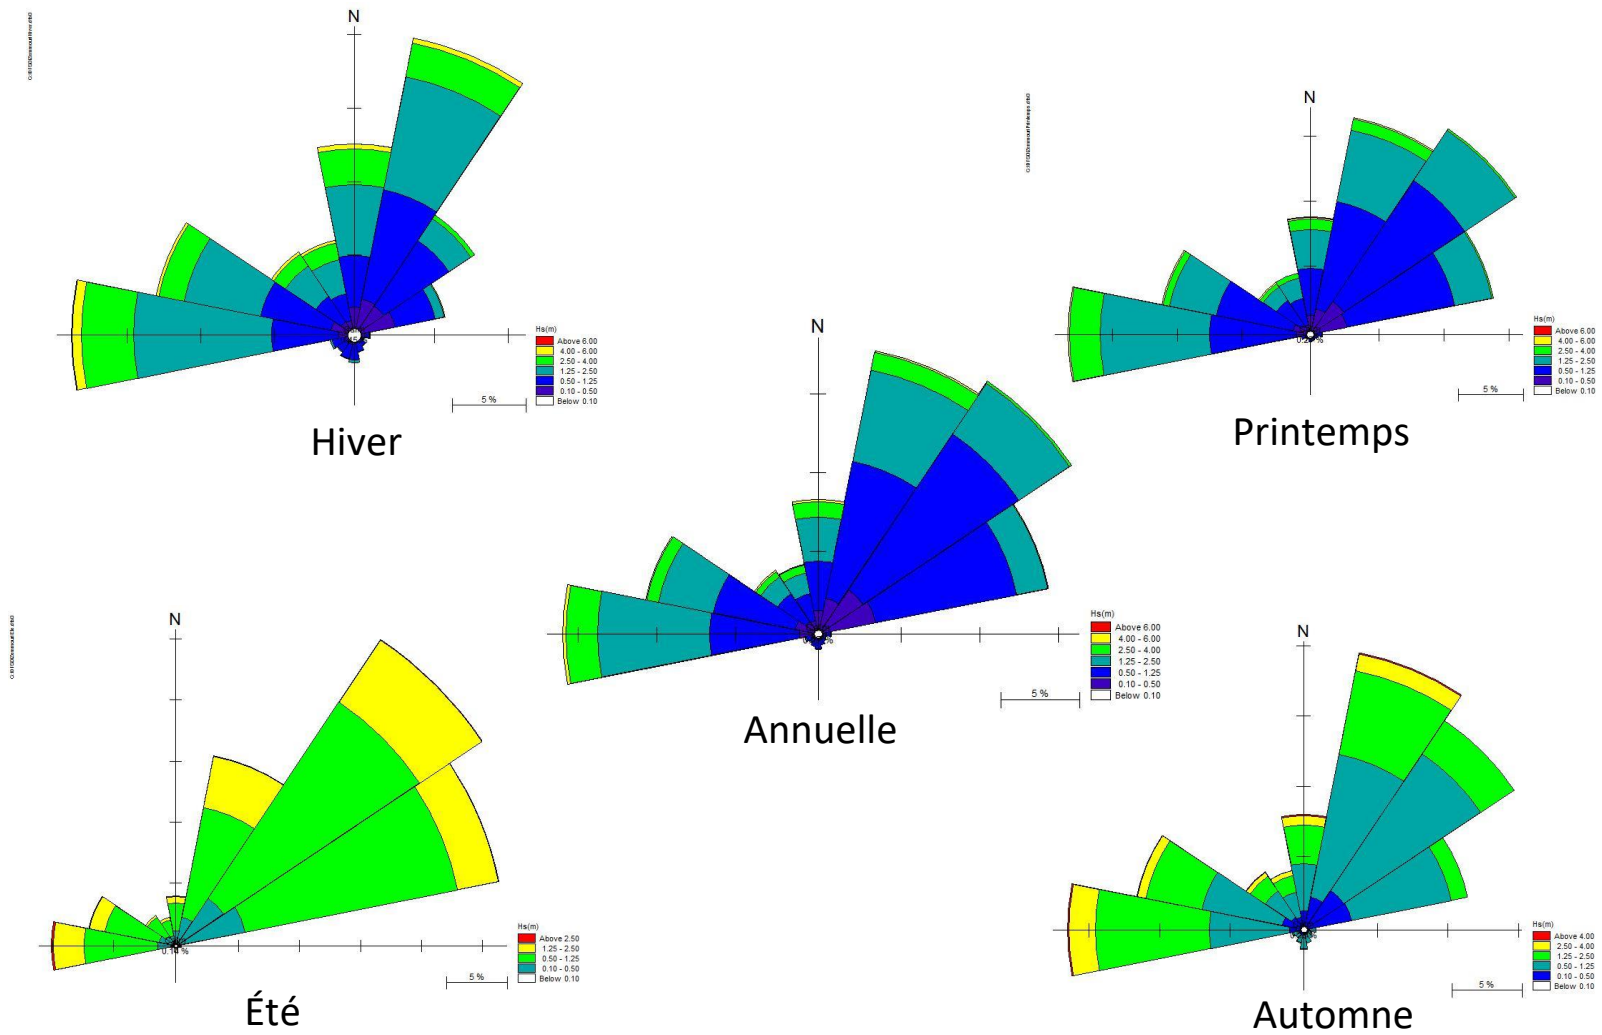 N
Hs(m)
Above 6.00
4.00 - 6.00
2.50 - 4.00
1.25 - 2.50
0.50 - 1.25
0.10 - 0.50
Below 0.10
5 %
Hiver
N
Hs(m)
Above 6.00
4.00 - 6.00
2.50 - 4.00
1.25 - 2.50
0.50 - 1.25
0.10 - 0.50
Below 0.10
5 %
Printemps
N
Hs(m)
Above 6.00
4.00 - 6.00
2.50 - 4.00
1.25 - 2.50
0.50 - 1.25
0.10 - 0.50
Below 0.10
5 %
Annuelle
N
Hs(m)
Above 2.50
1.25 - 2.50
0.50 - 1.25
0.10 - 0.50
Below 0.10
5 %
Été
N
Hs(m)
Above 4.00
2.50 - 4.00
1.25 - 2.50
0.50 - 1.25
0.10 - 0.50
Below 0.10
5 %
Automne